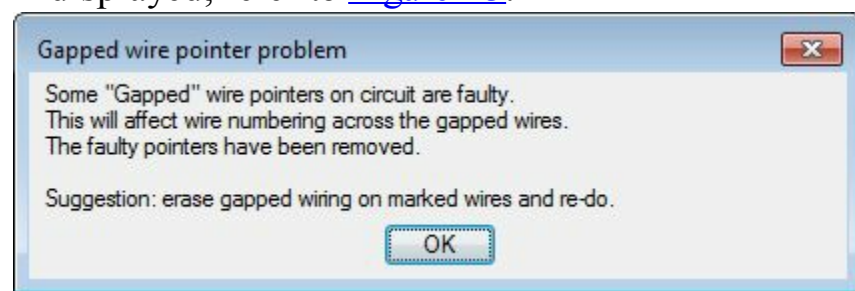 Gapped wire pointer problem
Some "Gapped" wire pointers on circuit are faulty.
This will affect wire numbering across the gapped wires.
The faulty pointers have been removed.
Suggestion: erase gapped wiring on marked wires and re-do.
OK